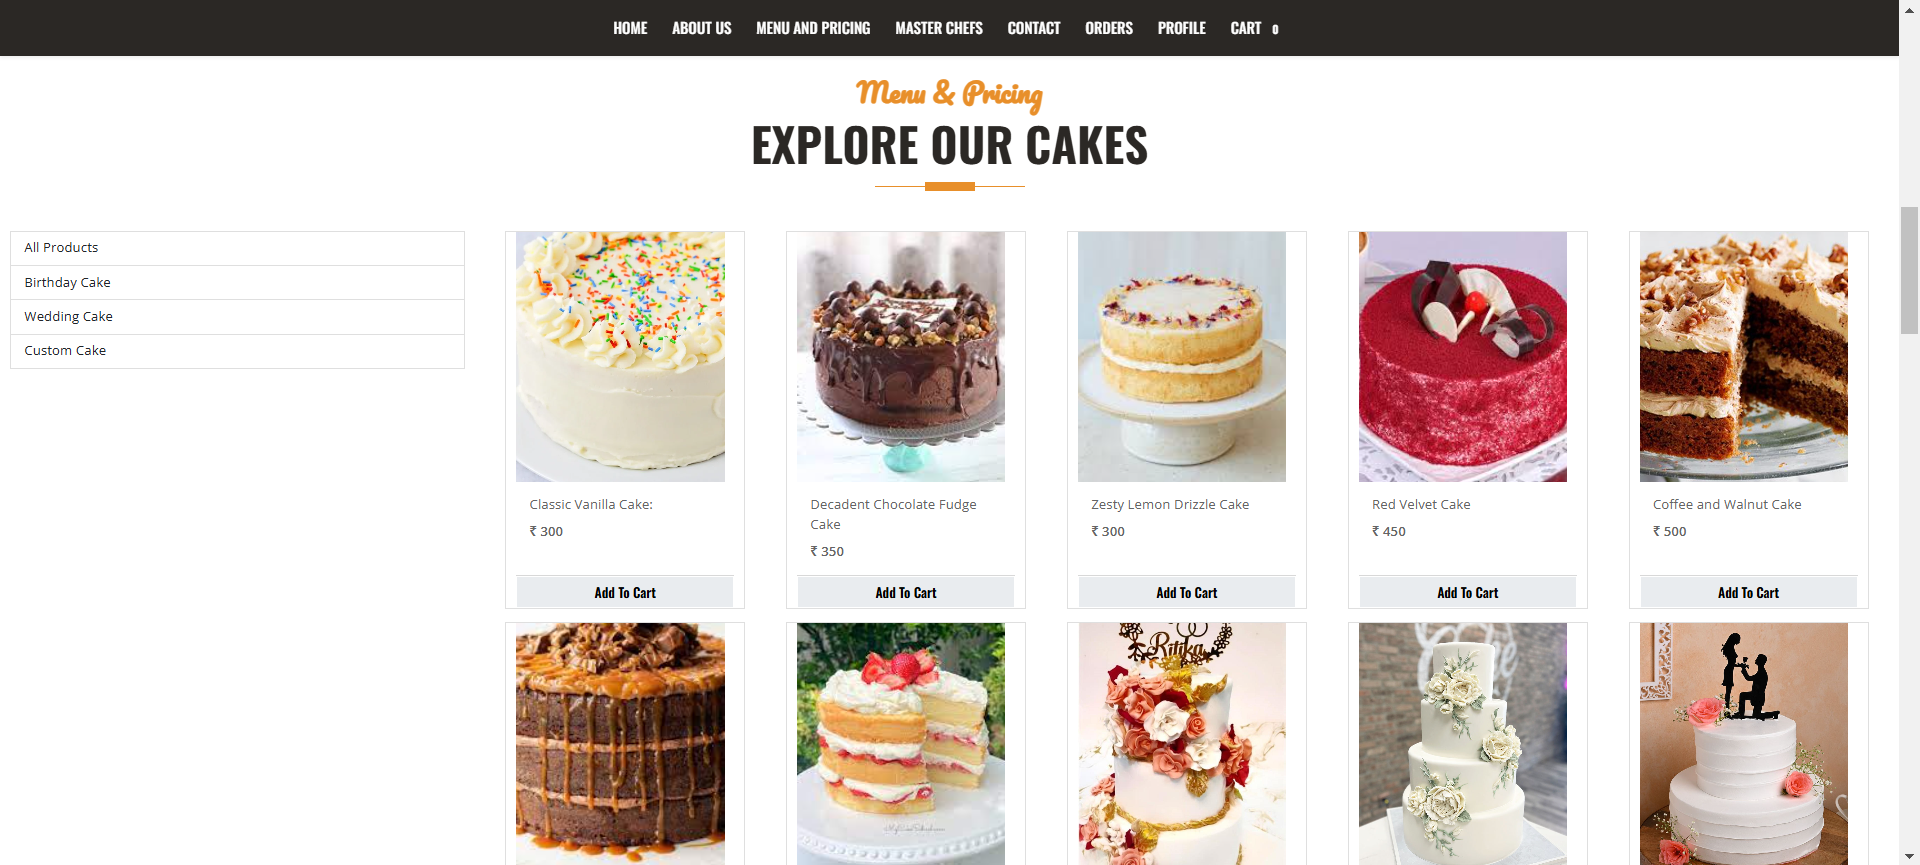 HOME ABOUT US MENU AND PRICING MASTER CHEFS CONTACT ORDERS PROFILE CART 0
Menu & Pricing
EXPLORE OUR CAKES
All Products
Birthday Cake
Wedding Cake
Custom Cake
Classic Vanilla Cake:
₹ 300
Add To Cart
Decadent Chocolate Fudge
Cake
₹ 350
Add To Cart
Zesty Lemon Drizzle Cake
₹ 300
Add To Cart
Red Velvet Cake
₹ 450
Add To Cart
Coffee and Walnut Cake
₹ 500
Add To Cart
Ritika